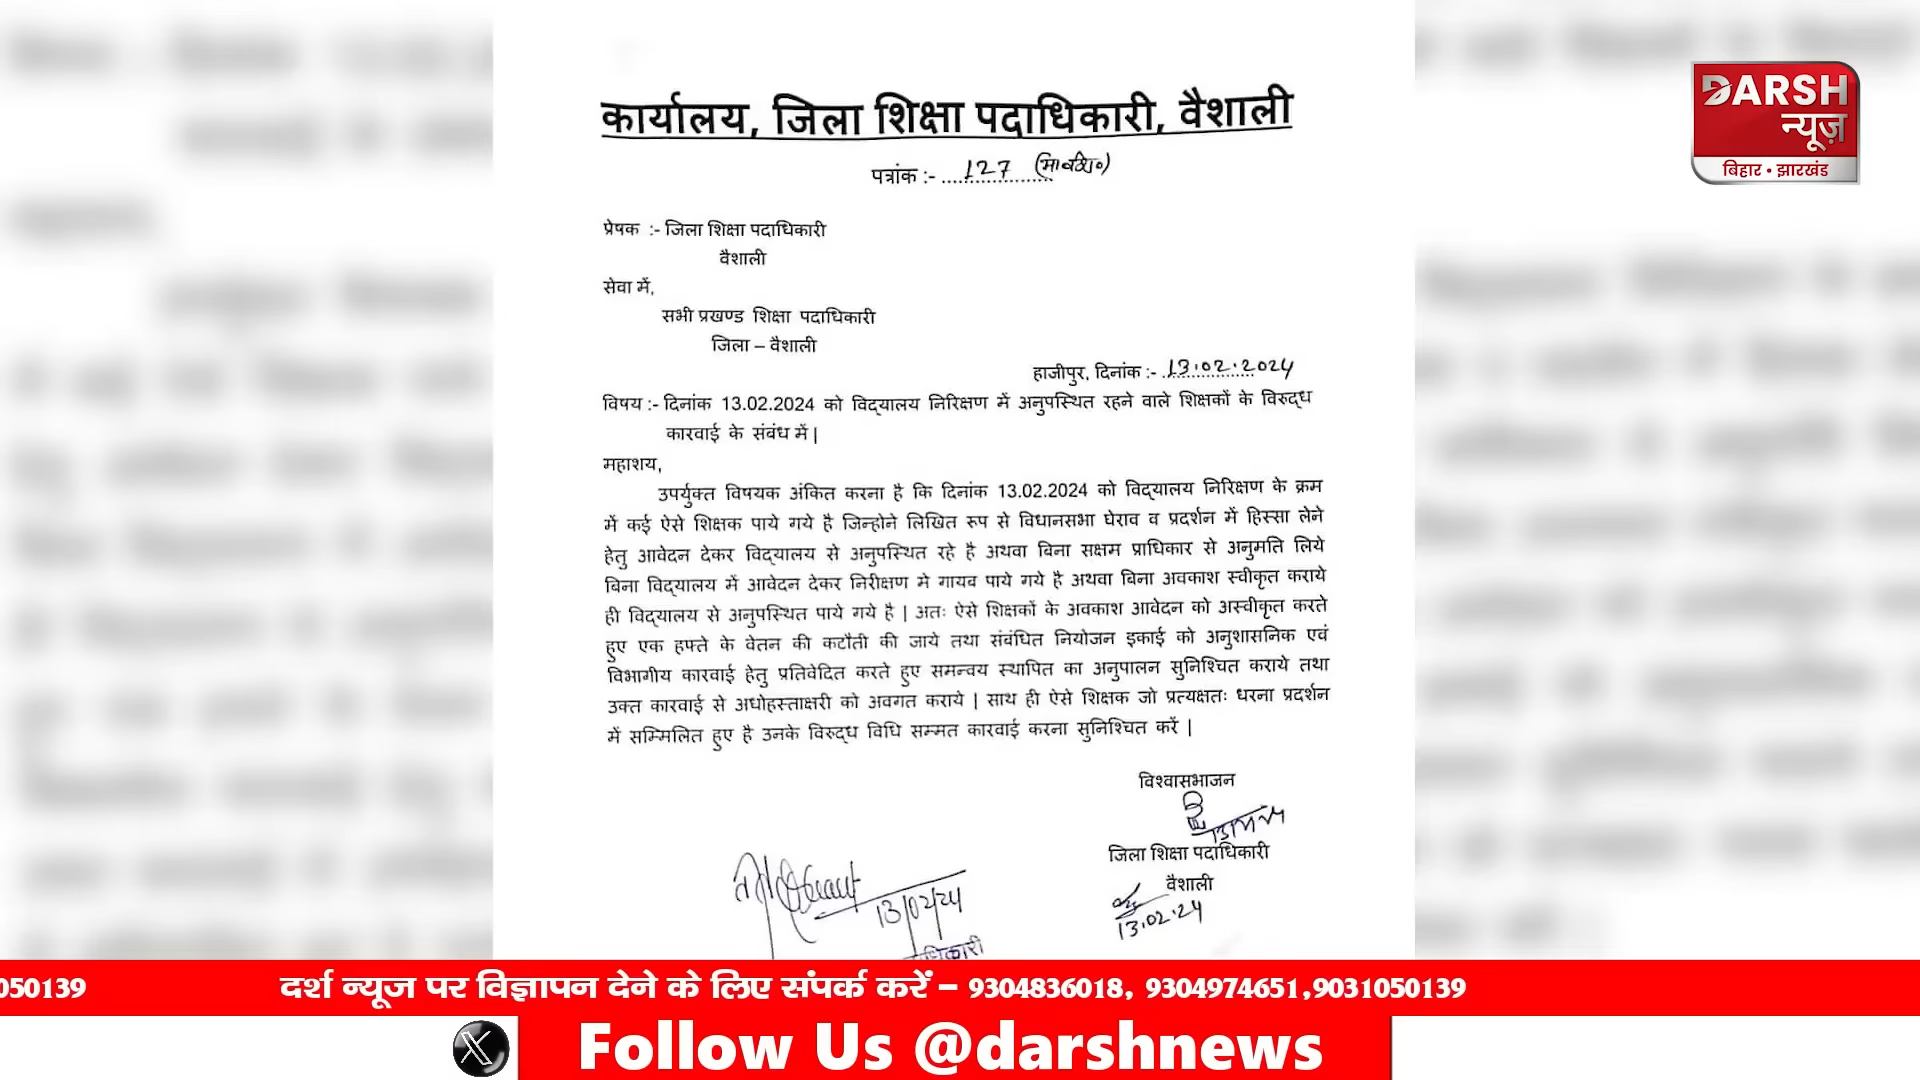 कार्यालय, जिला शिक्षा पदाधिकारी, वैशाली
पत्रांक :- 127
प्रेषक :- जिला शिक्षा पदाधिकारी
वैशाली
सेवा में,
सभी प्रखण्ड शिक्षा पदाधिकारी
जिला – वैशाली
हाजीपुर, दिनांक :- 13.02.2024
विषय :- दिनांक 13.02.2024 को विद्यालय निरिक्षण में अनुपस्थित रहने वाले शिक्षकों के विरुद्ध
कारवाई के संबंध में |
महाशय,
उपर्युक्त विषयक अंकित करना है कि दिनांक 13.02.2024 को विद्यालय निरिक्षण के क्रम
में कई ऐसे शिक्षक पाये गये है जिन्होने लिखित रूप से विधानसभा घेराव व प्रदर्शन में हिस्सा लेने
हेतु आवेदन देकर विद्यालय से अनुपस्थित रहे है अथवा बिना सक्षम प्राधिकार से अनुमति लिये
बिना विद्यालय में आवेदन देकर निरीक्षण मे गायब पाये गये है अथवा बिना अवकाश स्वीकृत कराये
ही विद्यालय से अनुपस्थित पाये गये है | अतः ऐसे शिक्षकों के अवकाश आवेदन को अस्वीकृत करते
हुए एक हफ्ते के वेतन की कटौती की जाये तथा संबंधित नियोजन इकाई को अनुशासनिक एवं
विभागीय कारवाई हेतु प्रतिवेदित करते हुए समन्वय स्थापित का अनुपालन सुनिश्चित कराये तथा
उक्त कारवाई से अधोहस्ताक्षरी को अवगत कराये | साथ ही ऐसे शिक्षक जो प्रत्यक्षतः धरना प्रदर्शन
में सम्मिलित हुए है उनके विरुद्ध विधि सम्मत कारवाई करना सुनिश्चित करें |
विश्वासभाजन
जिला शिक्षा पदाधिकारी
वैशाली
13/02/24
13.02.24
DARSH
न्यूज़
बिहार • झारखंड
050139 दर्श न्यूज पर विज्ञापन देने के लिए संपर्क करें – 9304836018, 9304974651,9031050139
Follow Us @darshnews